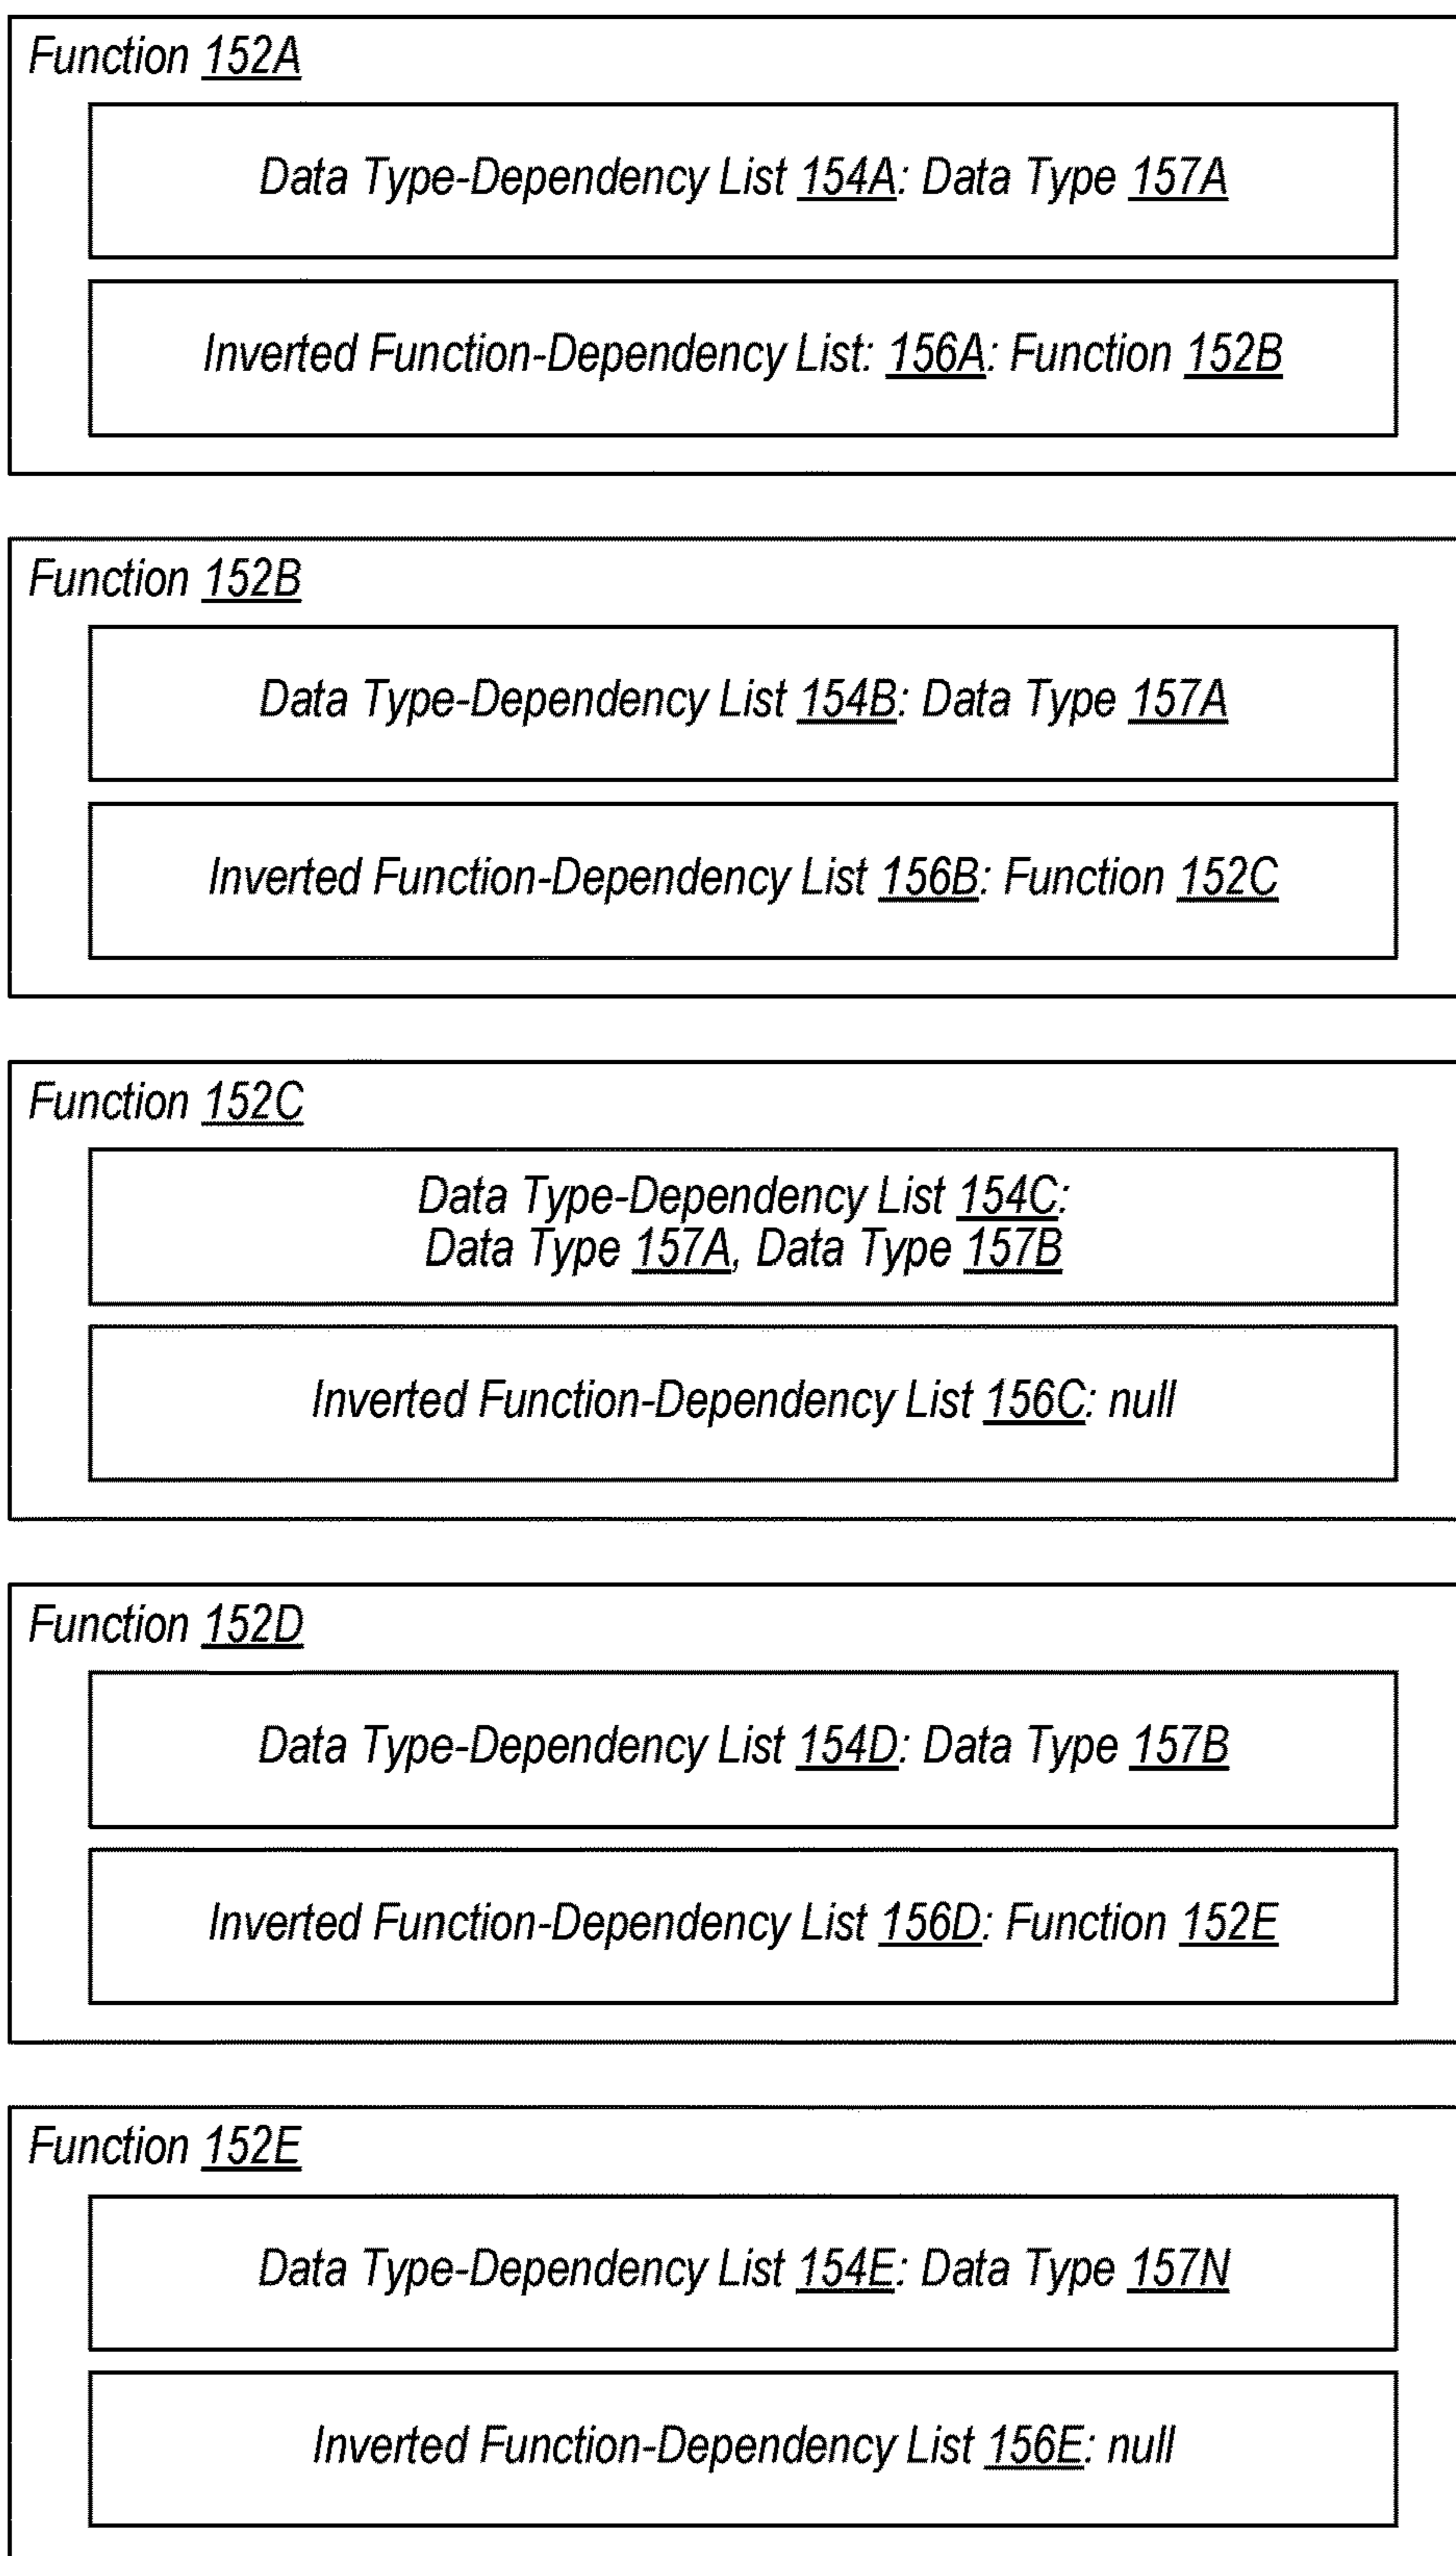 Function 152A
Data Type-Dependency List 154A: Data Type 157A
Inverted Function-Dependency List: 156A: Function 152B
Function 152B
Data Type-Dependency List 154B: Data Type 157A
Inverted Function-Dependency List 156B: Function 152C
Function 152C
Data Type-Dependency List 154C:
Data Type 157A, Data Type 157B
Inverted Function-Dependency List 156C: null
Function 152D
Data Type-Dependency List 154D: Data Type 157B
Inverted Function-Dependency List 156D: Function 152E
Function 152E
Data Type-Dependency List 154E: Data Type 157N
Inverted Function-Dependency List 156E: null